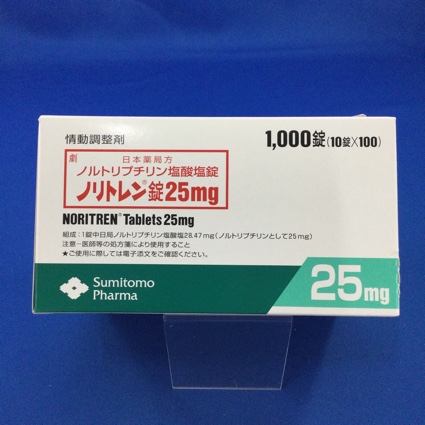 情動調整剤
1,000錠(10錠×100)
劇
日本薬局方
ノルトリプチリン塩酸塩錠
ノリトレン®錠25mg
NORITREN® Tablets 25mg
組成：1錠中日局ノルトリプチリン塩酸塩28.47mg(ノルトリプチリンとして25mg)
注意－医師等の処方箋により使用すること
★ご使用に際しては電子添文をご確認ください。
Sumitomo
Pharma
25mg